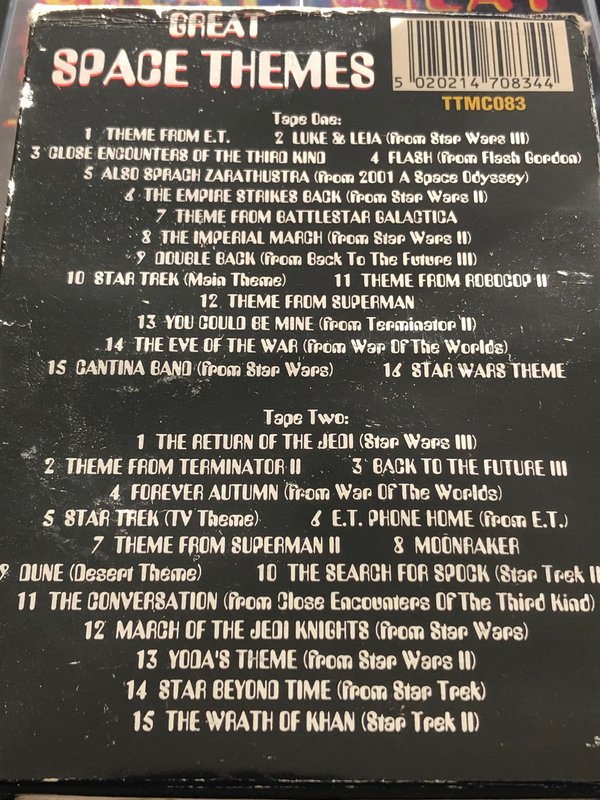 GREAT
SPACE THEMES
5 020214 708344
TTMC083
Tape One:
1 THEME FROM E.T. 2 LUKE & LEIA (from Star Wars III)
3 CLOSE ENCOUNTERS OF THE THIRD KIND 4 FLASH (from Flash Gordon)
5 ALSO SPRACH ZARATHUSTRA (from 2001 A Space Odyssey)
6 THE EMPIRE STRIKES BACK (from Star Wars II)
7 THEME FROM BATTLESTAR GALACTICA
8 THE IMPERIAL MARCH (from Star Wars II)
9 DOUBLE BACK (from Back To The Future III)
10 STAR TREK (Main Theme) 11 THEME FROM ROBOCOP II
12 THEME FROM SUPERMAN
13 YOU COULD BE MINE (from Terminator II)
14 THE EVE OF THE WAR (from War Of The Worlds)
15 CANTINA BAND (from Star Wars) 16 STAR WARS THEME
Tape Two:
1 THE RETURN OF THE JEDI (Star Wars III)
2 THEME FROM TERMINATOR II 3 BACK TO THE FUTURE III
4 FOREVER AUTUMN (from War Of The Worlds)
5 STAR TREK (TV Theme) 6 E.T. PHONE HOME (from E.T.)
7 THEME FROM SUPERMAN II 8 MOONRAKER
9 DUNE (Desert Theme) 10 THE SEARCH FOR SPOCK (Star Trek II
11 THE CONVERSATION (from Close Encounters Of The Third Kind)
12 MARCH OF THE JEDI KNIGHTS (from Star Wars)
13 YODA'S THEME (from Star Wars II)
14 STAR BEYOND TIME (from Star Trek)
15 THE WRATH OF KHAN (Star Trek II)